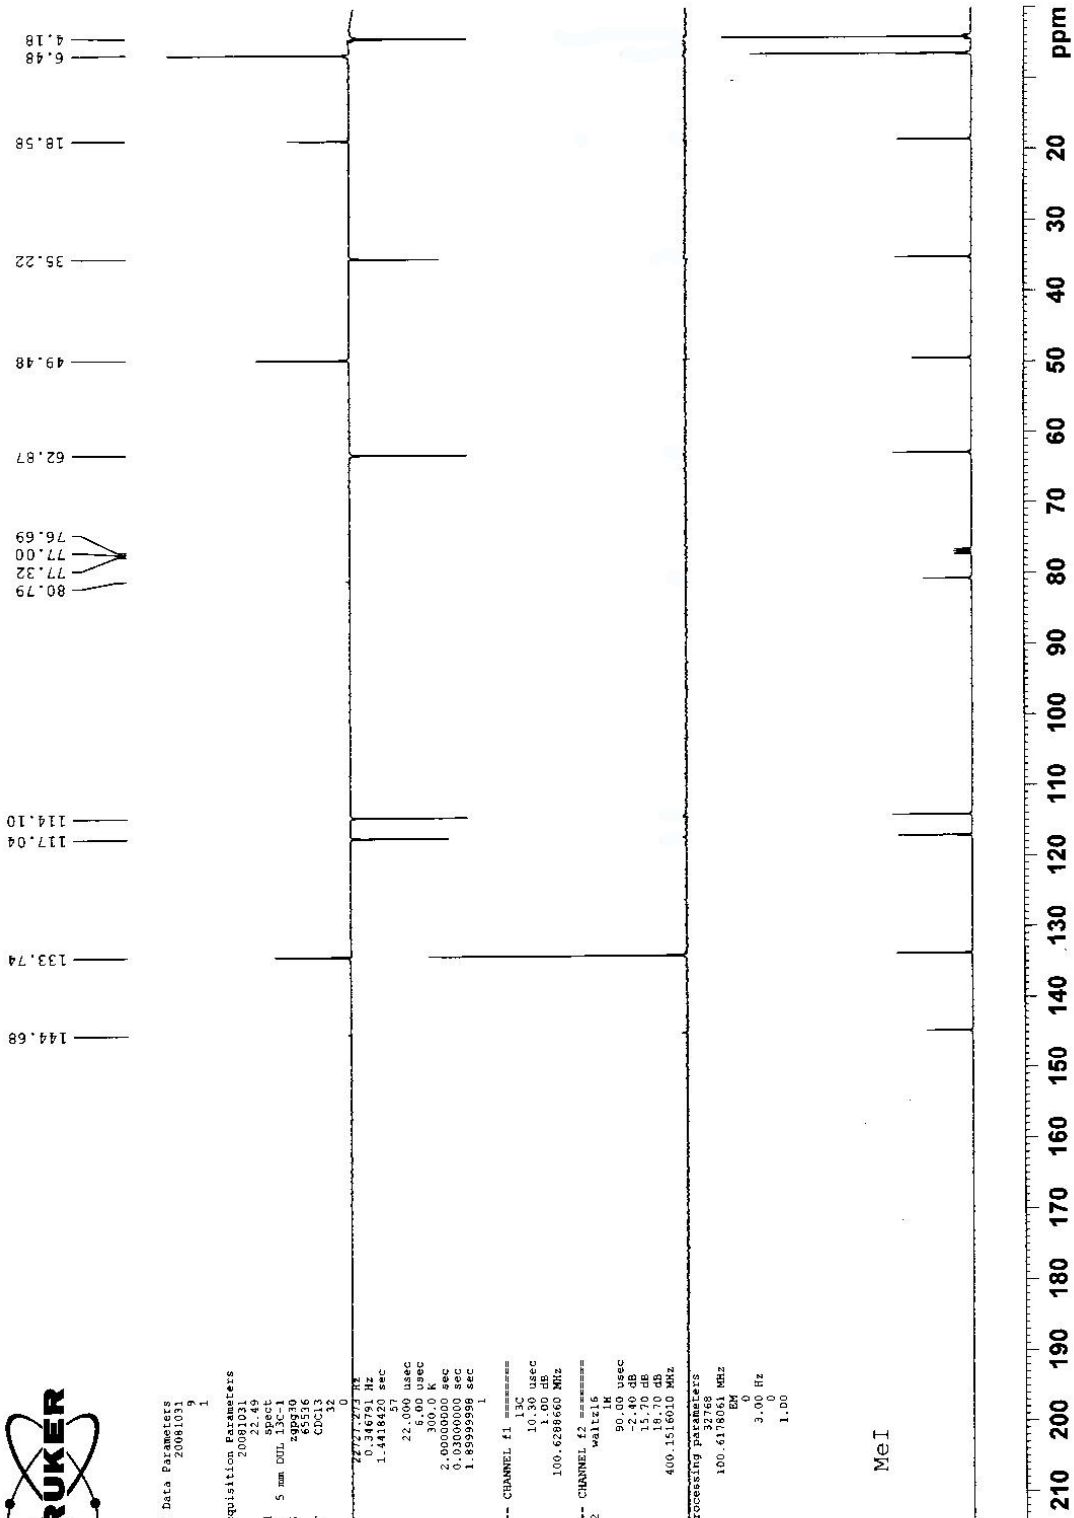 4.18
6.48
18.58
35.22
49.48
62.87
76.69
77.00
77.32
80.79
114.10
117.04
133.74
144.68
RUKER
Data Parameters
20081031
9
1
quisition Parameters
20081031
22.49
spect
5 mm DUL 13C-1
zgpg30
65536
CDCl3
32
0
22727.273 Hz
0.346791 Hz
1.4418420 sec
57
22.000 usec
6.00 usec
300.0 K
2.00000000 sec
0.03000000 sec
1.89999998 sec
1
-- CHANNEL f1 ========
13C
10.30 usec
1.00 dB
100.6288660 MHz
-- CHANNEL f2 ========
2 waltz16
1H
90.00 usec
-2.40 dB
15.70 dB
18.70 dB
400.1516010 MHz
rocessing parameters
32768
100.6178061 MHz
EM
0
3.00 Hz
0
1.00
MeI
210 200 190 180 170 160 150 140 130 120 110 100 90 80 70 60 50 40 30 20 ppm